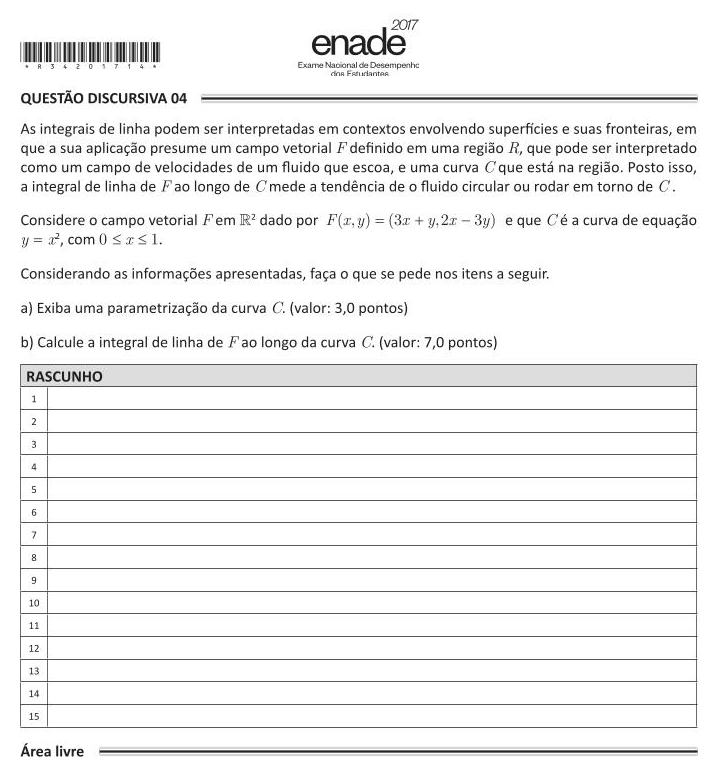 2017
enade
Exame Nacional de Desempenho
dos Estudantes
* R 3 4 2 0 1 7 1 4 *
QUESTÃO DISCURSIVA 04
As integrais de linha podem ser interpretadas em contextos envolvendo superfícies e suas fronteiras, em
que a sua aplicação presume um campo vetorial F definido em uma região R, que pode ser interpretado
como um campo de velocidades de um fluido que escoa, e uma curva C que está na região. Posto isso,
a integral de linha de F ao longo de C mede a tendência de o fluido circular ou rodar em torno de C .
Considere o campo vetorial F em ℝ² dado por F(x, y) = (3x + y, 2x − 3y) e que C é a curva de equação
y = x², com 0 ≤ x ≤ 1.
Considerando as informações apresentadas, faça o que se pede nos itens a seguir.
a) Exiba uma parametrização da curva C. (valor: 3,0 pontos)
b) Calcule a integral de linha de F ao longo da curva C. (valor: 7,0 pontos)
RASCUNHO
1
2
3
4
5
6
7
8
9
10
11
12
13
14
15
Área livre